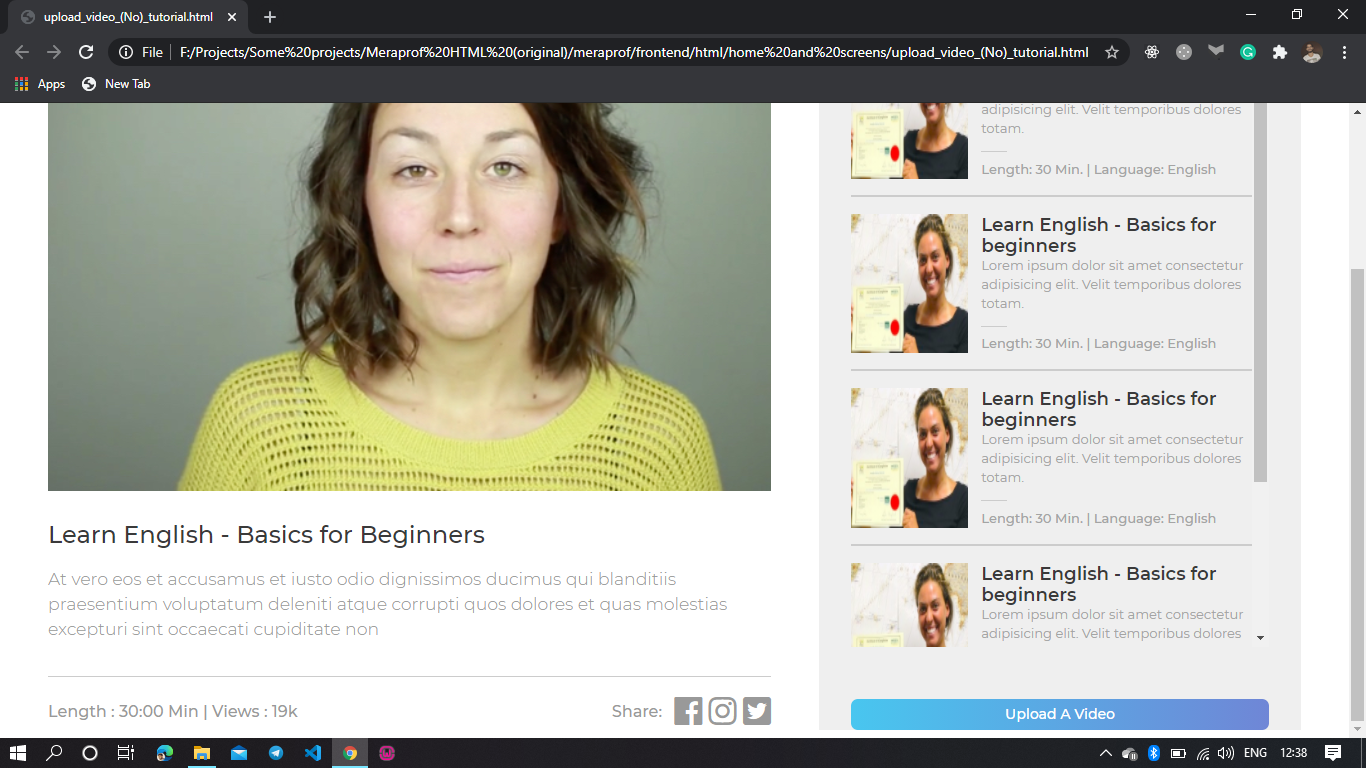 upload_video_(No)_tutorial.html
File
F:/Projects/Some%20projects/Meraprof%20HTML%20(original)/meraprof/frontend/html/home%20and%20screens/upload_video_(No)_tutorial.html
Apps
New Tab
Learn English - Basics for Beginners
At vero eos et accusamus et iusto odio dignissimos ducimus qui blanditiis
praesentium voluptatum deleniti atque corrupti quos dolores et quas molestias
excepturi sint occaecati cupiditate non
Length : 30:00 Min | Views : 19k
Share:
adipisicing elit. Velit temporibus dolores
totam.
Length: 30 Min. | Language: English
Learn English - Basics for
beginners
Lorem ipsum dolor sit amet consectetur
adipisicing elit. Velit temporibus dolores
totam.
Length: 30 Min. | Language: English
Learn English - Basics for
beginners
Lorem ipsum dolor sit amet consectetur
adipisicing elit. Velit temporibus dolores
totam.
Length: 30 Min. | Language: English
Learn English - Basics for
beginners
Lorem ipsum dolor sit amet consectetur
adipisicing elit. Velit temporibus dolores
Upload A Video
ENG
12:38